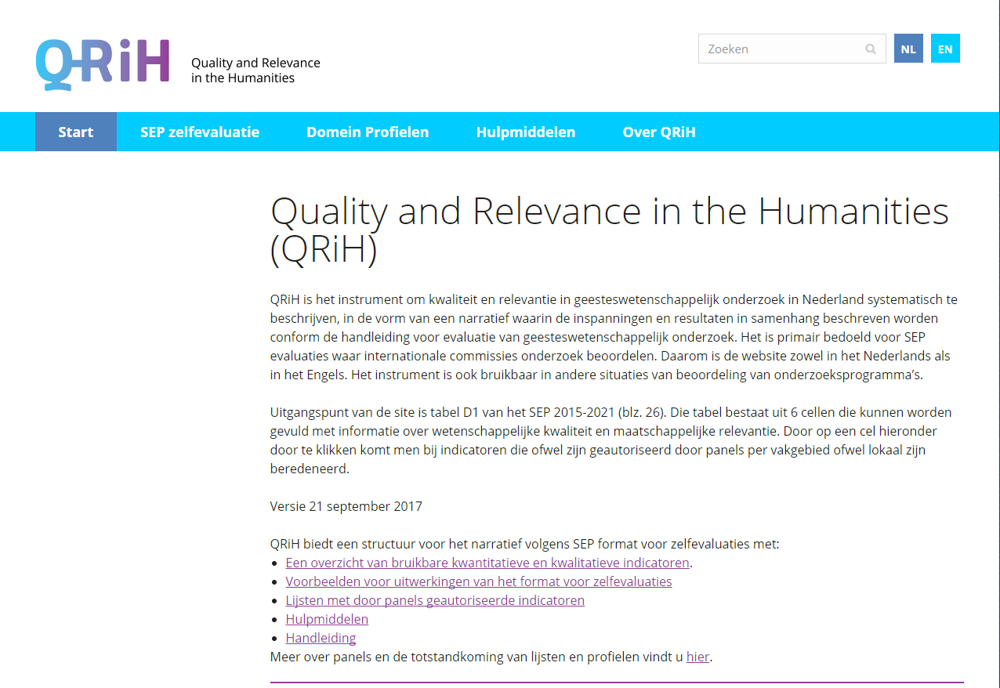 QRiH
Quality and Relevance
in the Humanities
Zoeken
NL
EN
Start
SEP zelfevaluatie
Domein Profielen
Hulpmiddelen
Over QRiH
Quality and Relevance in the Humanities
(QRiH)
QRiH is het instrument om kwaliteit en relevantie in geesteswetenschappelijk onderzoek in Nederland systematisch te
beschrijven, in de vorm van een narratief waarin de inspanningen en resultaten in samenhang beschreven worden
conform de handleiding voor evaluatie van geesteswetenschappelijk onderzoek. Het is primair bedoeld voor SEP
evaluaties waar internationale commissies onderzoek beoordelen. Daarom is de website zowel in het Nederlands als
in het Engels. Het instrument is ook bruikbaar in andere situaties van beoordeling van onderzoeksprogramma’s.
Uitgangspunt van de site is tabel D1 van het SEP 2015-2021 (blz. 26). Die tabel bestaat uit 6 cellen die kunnen worden
gevuld met informatie over wetenschappelijke kwaliteit en maatschappelijke relevantie. Door op een cel hieronder
door te klikken komt men bij indicatoren die ofwel zijn geautoriseerd door panels per vakgebied ofwel lokaal zijn
beredeneerd.
Versie 21 september 2017
QRiH biedt een structuur voor het narratief volgens SEP format voor zelfevaluaties met:
• Een overzicht van bruikbare kwantitatieve en kwalitatieve indicatoren.
• Voorbeelden voor uitwerkingen van het format voor zelfevaluaties
• Lijsten met door panels geautoriseerde indicatoren
• Hulpmiddelen
• Handleiding
Meer over panels en de totstandkoming van lijsten en profielen vindt u hier.